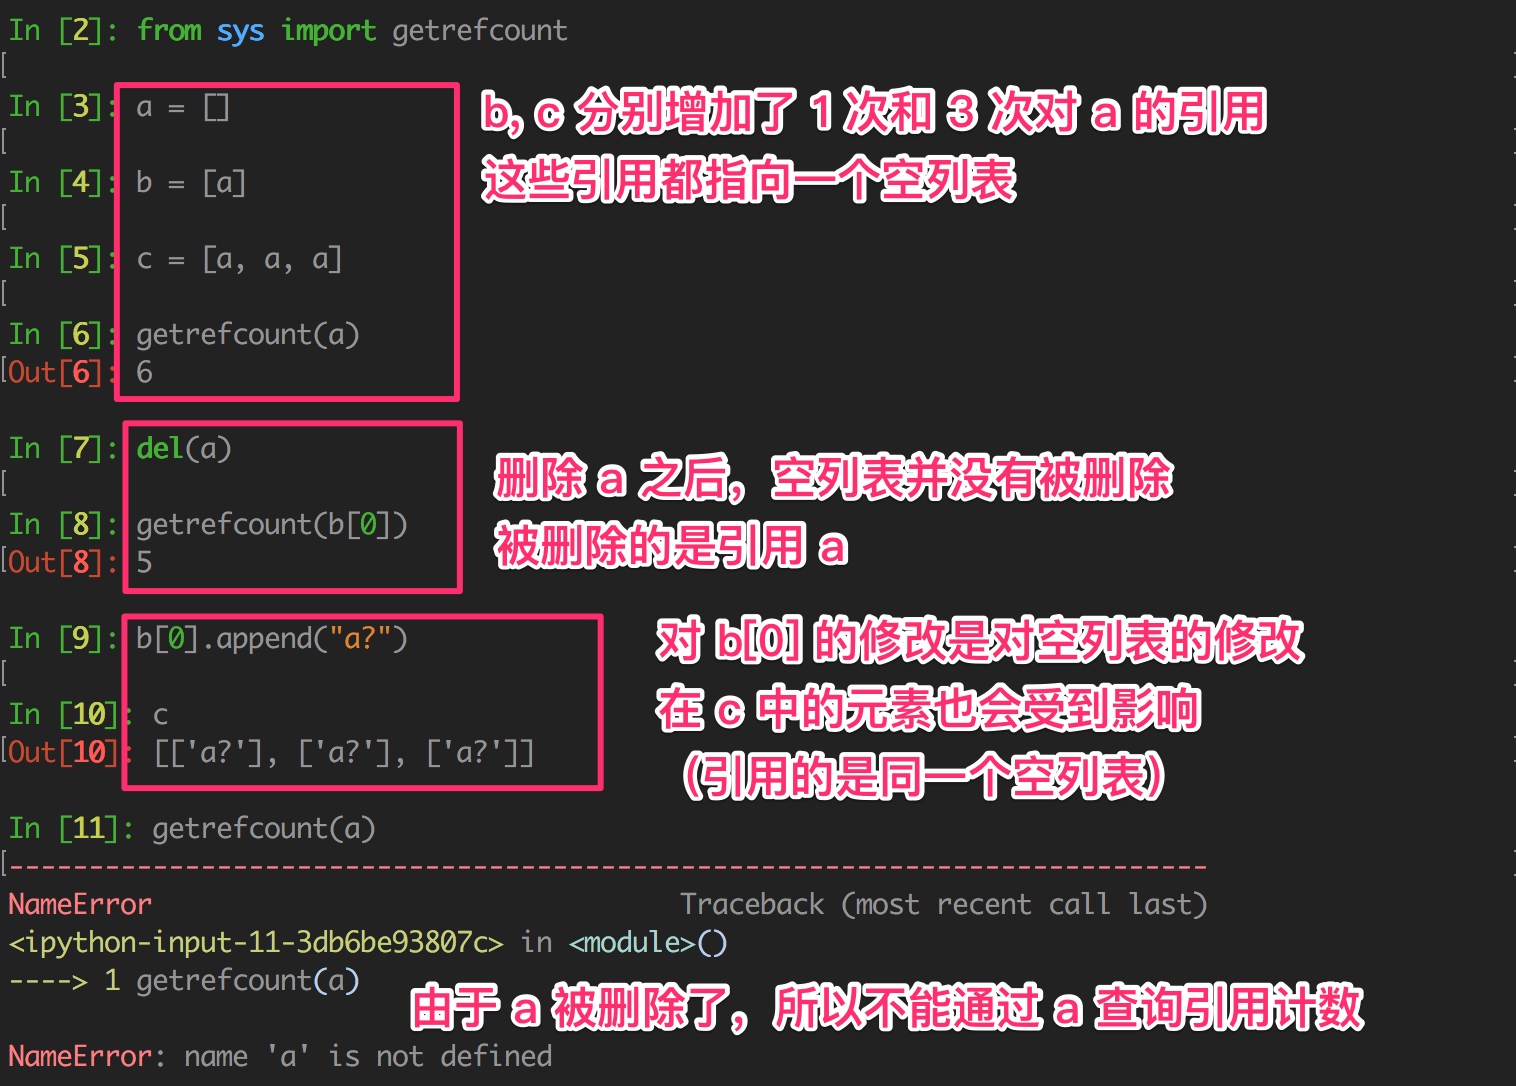 In [2]: from sys import getrefcount
In [3]: a = []
b, c 分别增加了 1 次和 3 次对 a 的引用
In [4]: b = [a]
这些引用都指向一个空列表
In [5]: c = [a, a, a]
In [6]: getrefcount(a)
Out[6]: 6
In [7]: del(a)
删除 a 之后，空列表并没有被删除
In [8]: getrefcount(b[0])
被删除的是引用 a
Out[8]: 5
In [9]: b[0].append("a?")
对 b[0] 的修改是对空列表的修改
In [10]: c
在 c 中的元素也会受到影响
Out[10]: [['a?'], ['a?'], ['a?']]
（引用的是同一个空列表）
In [11]: getrefcount(a)
---------------------------------------------------------------------------
NameError Traceback (most recent call last)
<ipython-input-11-3db6be93807c> in <module>()
----> 1 getrefcount(a)
由于 a 被删除了，所以不能通过 a 查询引用计数
NameError: name 'a' is not defined